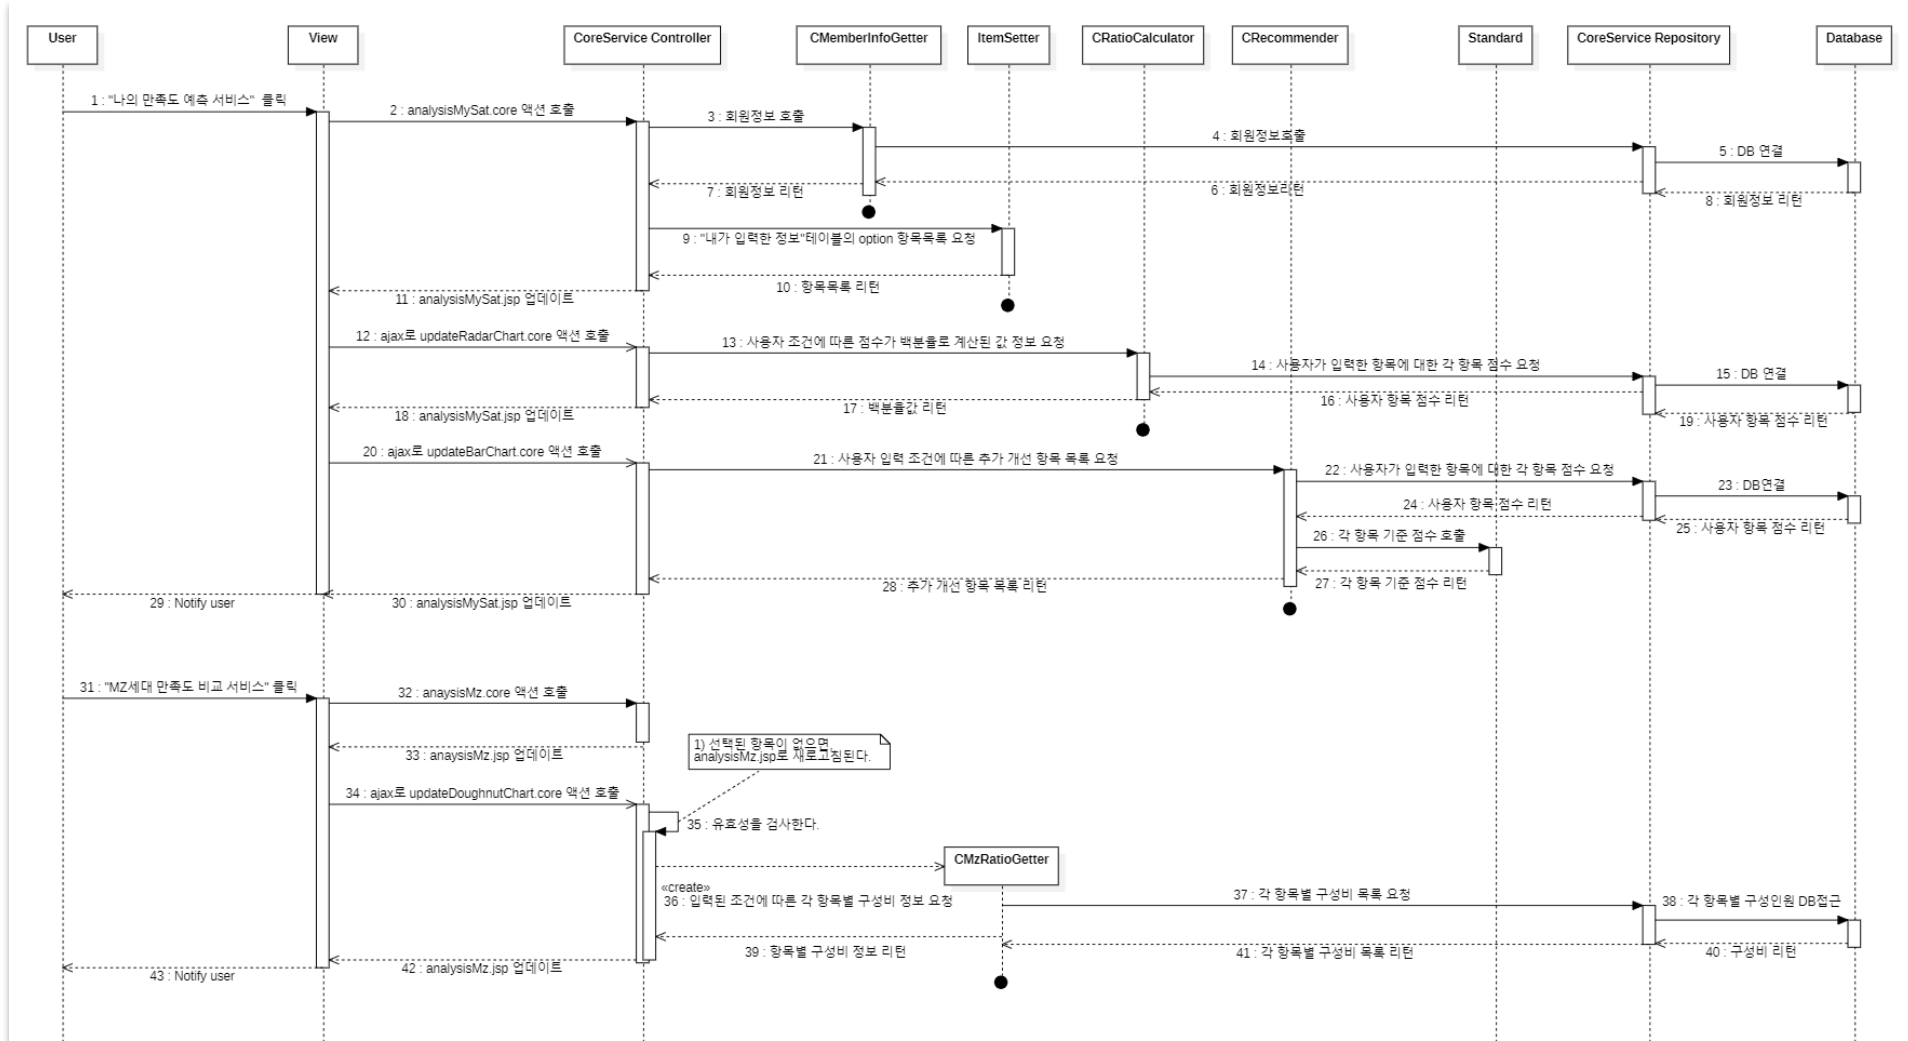 User
View
CoreService Controller
CMemberInfoGetter
ItemSetter
CRatioCalculator
CRecommender
Standard
CoreService Repository
Database
1 : "나의 만족도 예측 서비스" 클릭
2 : analysisMySat.core 액션 호출
3 : 회원정보 호출
4 : 회원정보호출
5 : DB 연결
6 : 회원정보리턴
7 : 회원정보 리턴
8 : 회원정보 리턴
9 : "내가 입력한 정보"테이블의 option 항목목록 요청
10 : 항목목록 리턴
11 : analysisMySat.jsp 업데이트
12 : ajax로 updateRadarChart.core 액션 호출
13 : 사용자 조건에 따른 점수가 백분율로 계산된 값 정보 요청
14 : 사용자가 입력한 항목에 대한 각 항목 점수 요청
15 : DB 연결
16 : 사용자 항목 점수 리턴
17 : 백분율값 리턴
18 : analysisMySat.jsp 업데이트
19 : 사용자 항목 점수 리턴
20 : ajax로 updateBarChart.core 액션 호출
21 : 사용자 입력 조건에 따른 추가 개선 항목 목록 요청
22 : 사용자가 입력한 항목에 대한 각 항목 점수 요청
23 : DB연결
24 : 사용자 항목 점수 리턴
25 : 사용자 항목 점수 리턴
26 : 각 항목 기준 점수 호출
27 : 각 항목 기준 점수 리턴
28 : 추가 개선 항목 목록 리턴
29 : Notify user
30 : analysisMySat.jsp 업데이트
31 : "MZ세대 만족도 비교 서비스" 클릭
32 : anaysisMz.core 액션 호출
33 : anaysisMz.jsp 업데이트
1) 선택된 항목이 없으면,
analysisMz.jsp로 새로고침된다.
34 : ajax로 updateDoughnutChart.core 액션 호출
35 : 유효성을 검사한다.
CMzRatioGetter
«create»
36 : 입력된 조건에 따른 각 항목별 구성비 정보 요청
37 : 각 항목별 구성비 목록 요청
38 : 각 항목별 구성인원 DB접근
39 : 항목별 구성비 정보 리턴
40 : 구성비 리턴
41 : 각 항목별 구성비 목록 리턴
42 : analysisMz.jsp 업데이트
43 : Notify user